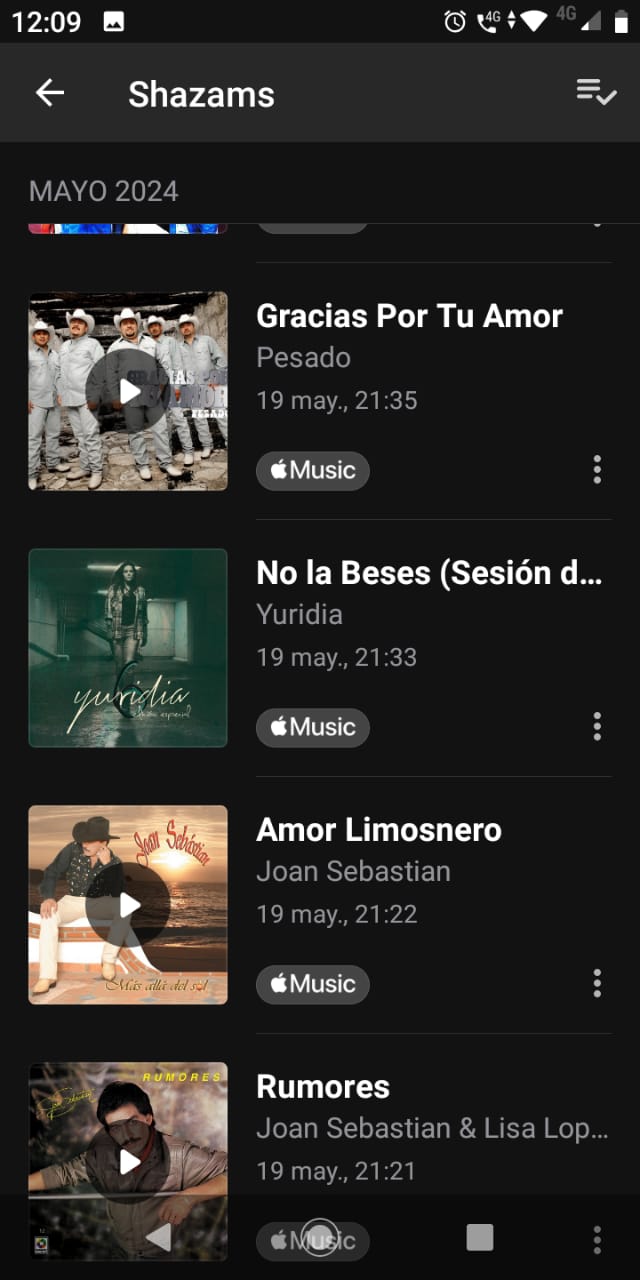 12:09
4G
4G
Shazams
MAYO 2024
Gracias Por Tu Amor
Pesado
19 may., 21:35
Music
GRACIAS POR
TU AMOR
PESADO
No la Beses (Sesión d...
Yuridia
19 may., 21:33
Music
yuridia
6
edición especial
Amor Limosnero
Joan Sebastian
19 may., 21:22
Music
Joan Sebastian
Más allá del sol
Rumores
Joan Sebastian & Lisa Lop...
19 may., 21:21
Music
RUMORES
12